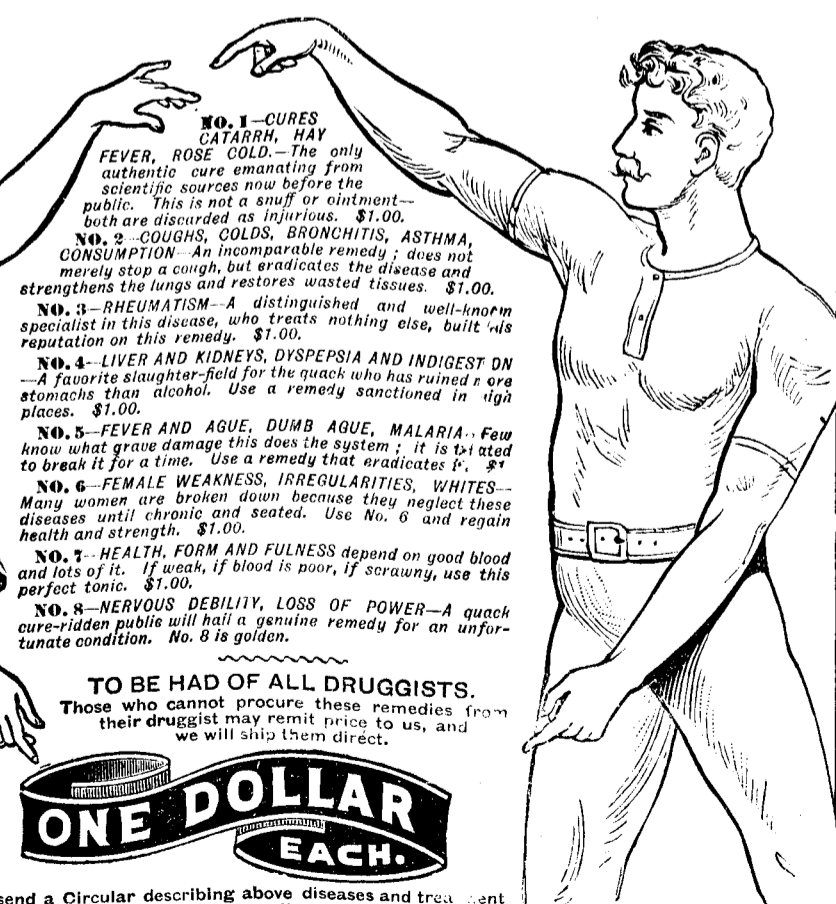 NO. 1—CURES
CATARRH, HAY
FEVER, ROSE COLD.—The only
authentic cure emanating from
scientific sources now before the
public. This is not a snuff or ointment—
both are discarded as injurious. $1.00.
NO. 2—COUGHS, COLDS, BRONCHITIS, ASTHMA,
CONSUMPTION—An incomparable remedy ; does not
merely stop a cough, but eradicates the disease and
strengthens the lungs and restores wasted tissues. $1.00.
NO. 3—RHEUMATISM—A distinguished and well-known
specialist in this disease, who treats nothing else, built his
reputation on this remedy. $1.00.
NO. 4—LIVER AND KIDNEYS, DYSPEPSIA AND INDIGEST ON
—A favorite slaughter-field for the quack who has ruined more
stomachs than alcohol. Use a remedy sanctioned in high
places. $1.00.
NO. 5—FEVER AND AGUE, DUMB AGUE, MALARIA. Few
know what grave damage this does the system ; it is
to break it for a time. Use a remedy that eradicates
NO. 6—FEMALE WEAKNESS, IRREGULARITIES, WHITES—
Many women are broken down because they neglect these
diseases until chronic and seated. Use No. 6 and regain
health and strength. $1.00.
NO. 7—HEALTH, FORM AND FULNESS depend on good blood
and lots of it. If weak, if blood is poor, if scrawny, use this
perfect tonic. $1.00.
NO. 8—NERVOUS DEBILITY, LOSS OF POWER—A quack
cure-ridden public will hail a genuine remedy for an unfor-
tunate condition. No. 8 is golden.
TO BE HAD OF ALL DRUGGISTS.
Those who cannot procure these remedies from
their druggist may remit price to us, and
we will ship them direct.
ONE DOLLAR
EACH.
send a Circular describing above diseases and